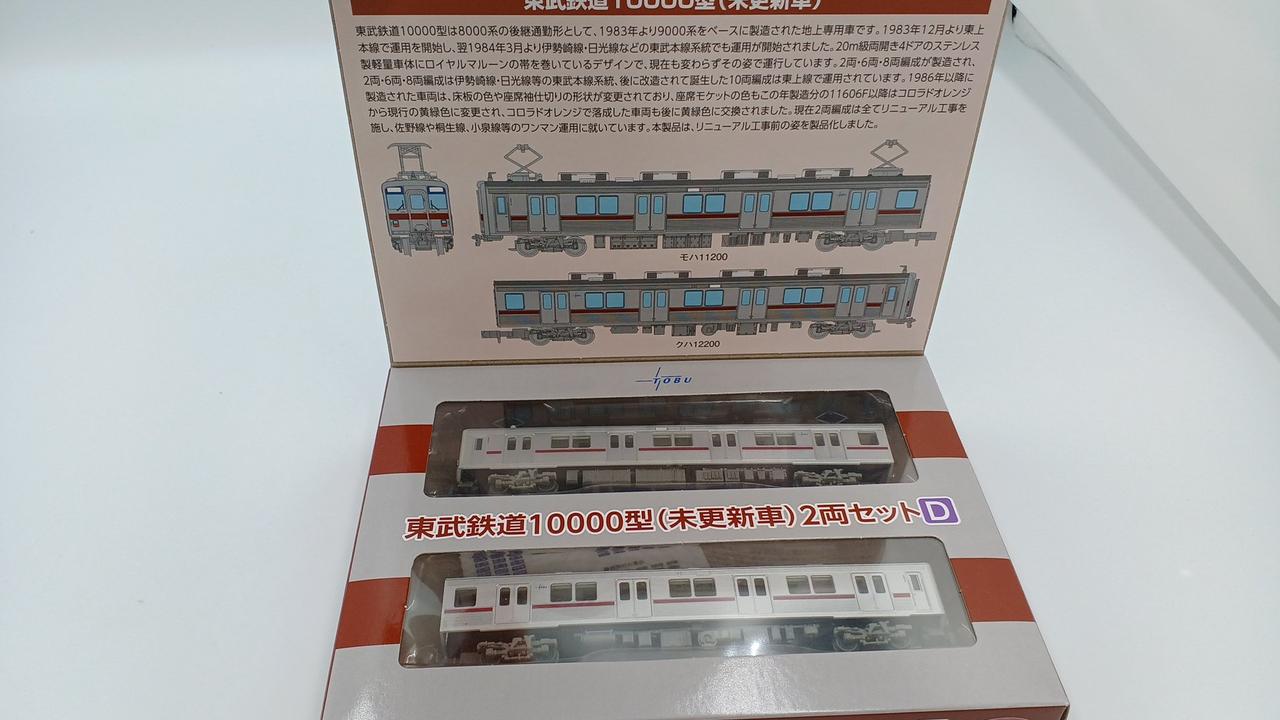 東武鉄道10000型(未更新車)
東武鉄道10000型は8000系の後継通勤形として、1983年より9000系をベースに製造された地上専用車です。1983年12月より東上
本線で運用を開始し、翌1984年3月より伊勢崎線・日光線などの東武本線系統でも運用が開始されました。20m級両開き4ドアのステンレス
製軽量車体にロイヤルマルーンの帯を巻いているデザインで、現在も変わらずその姿で運行しています。2両・6両・8両編成が製造され、
2両・6両・8両編成は伊勢崎線・日光線等の東武本線系統、後に改造されて誕生した10両編成は東上線で運用されています。1986年以降に
製造された車両は、床板の色や座席袖仕切りの形状が変更されており、座席モケットの色もこの年製造分の11606F以降はコロラドオレンジ
から現行の黄緑色に変更され、コロラドオレンジで落成した車両も後に黄緑色に交換されました。現在2両編成は全てリニューアル工事を
施し、佐野線や桐生線、小泉線等のワンマン運用に就いています。本製品は、リニューアル工事前の姿を製品化しました。
モハ11200
クハ12200
TOBU
東武鉄道10000型(未更新車)2両セットD